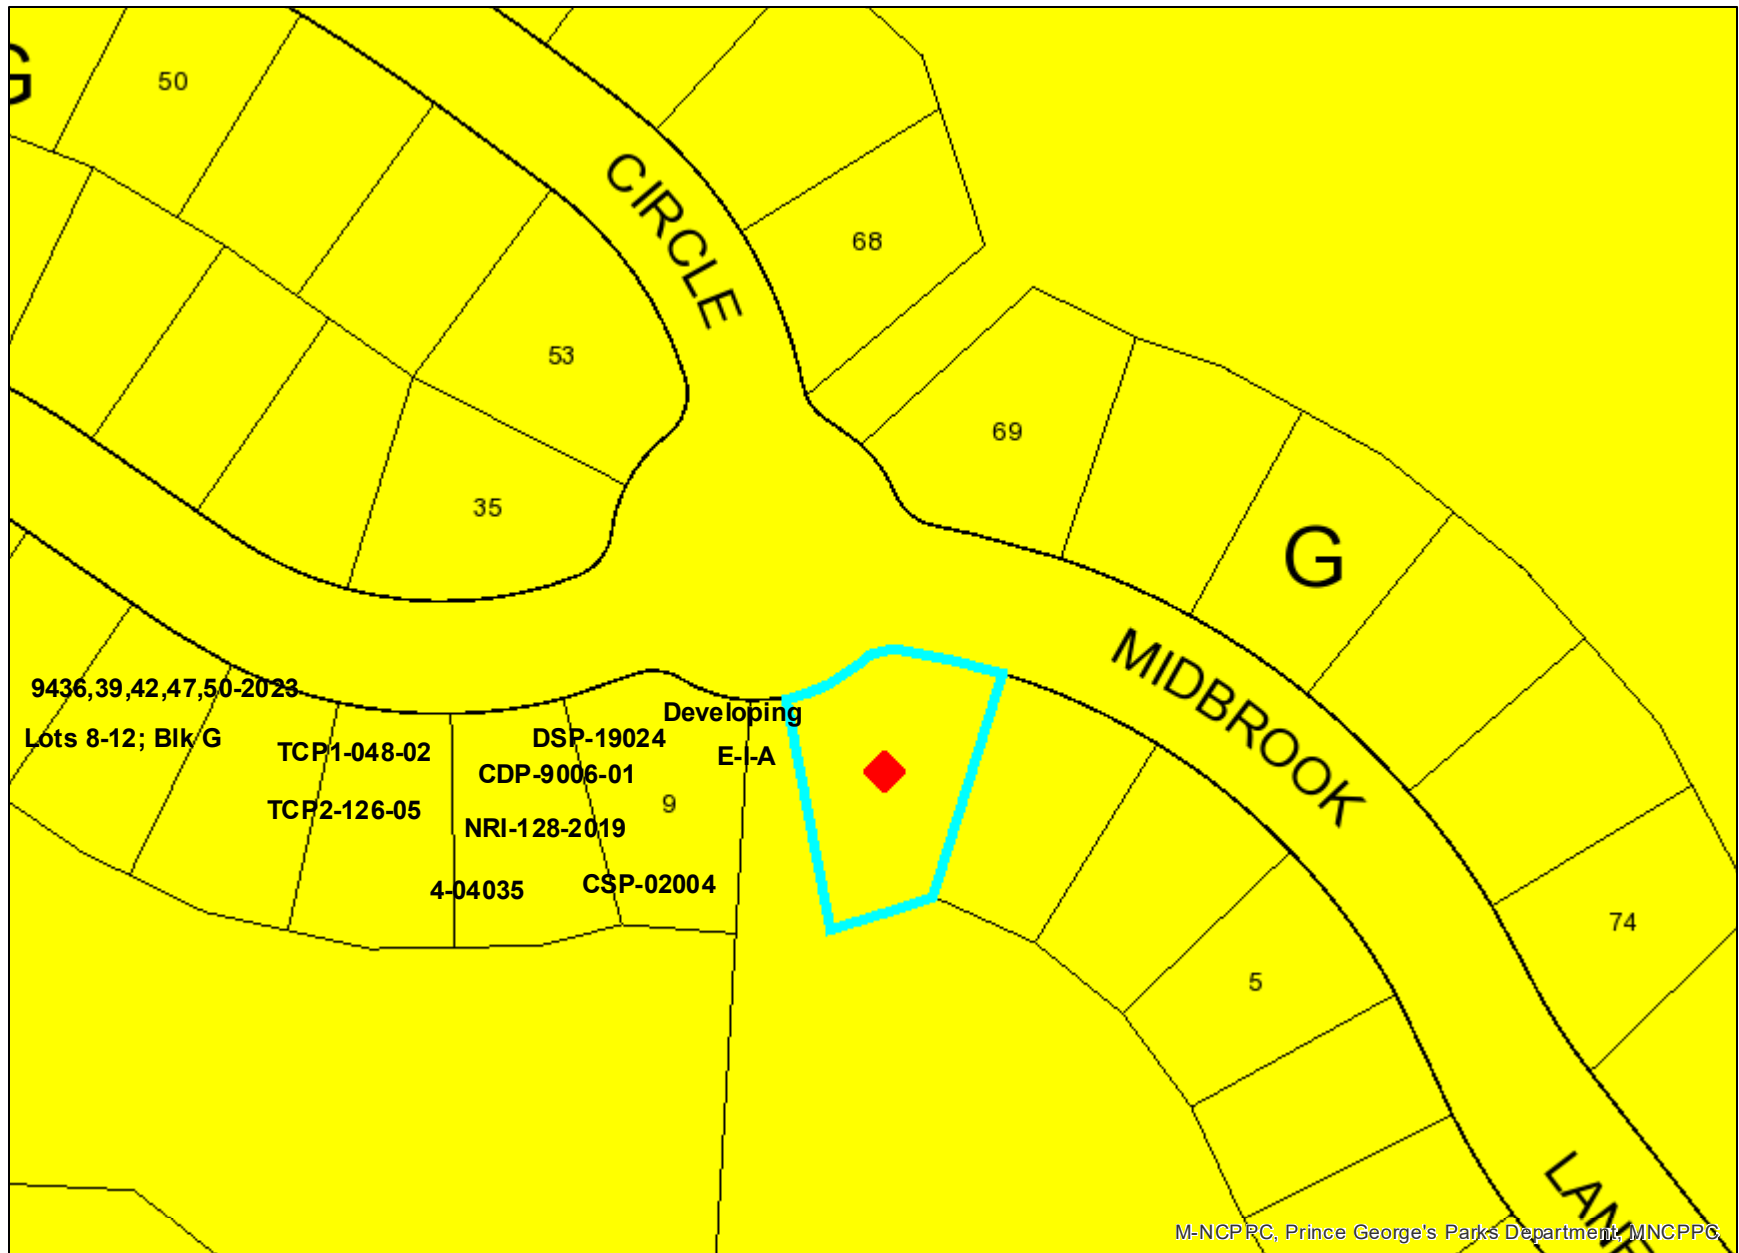 G
50
CIRCLE
68
53
69
35
G
MIDBROOK
9436,39,42,47,50-2023
Lots 8-12; Blk G
TCP1-048-02
TCP2-126-05
DSP-19024
CDP-9006-01
NRI-128-2019
4-04035
CSP-02004
9
Developing
E-I-A
74
5
LANE
M-NCPPC, Prince George's Parks Department, MNCPPC